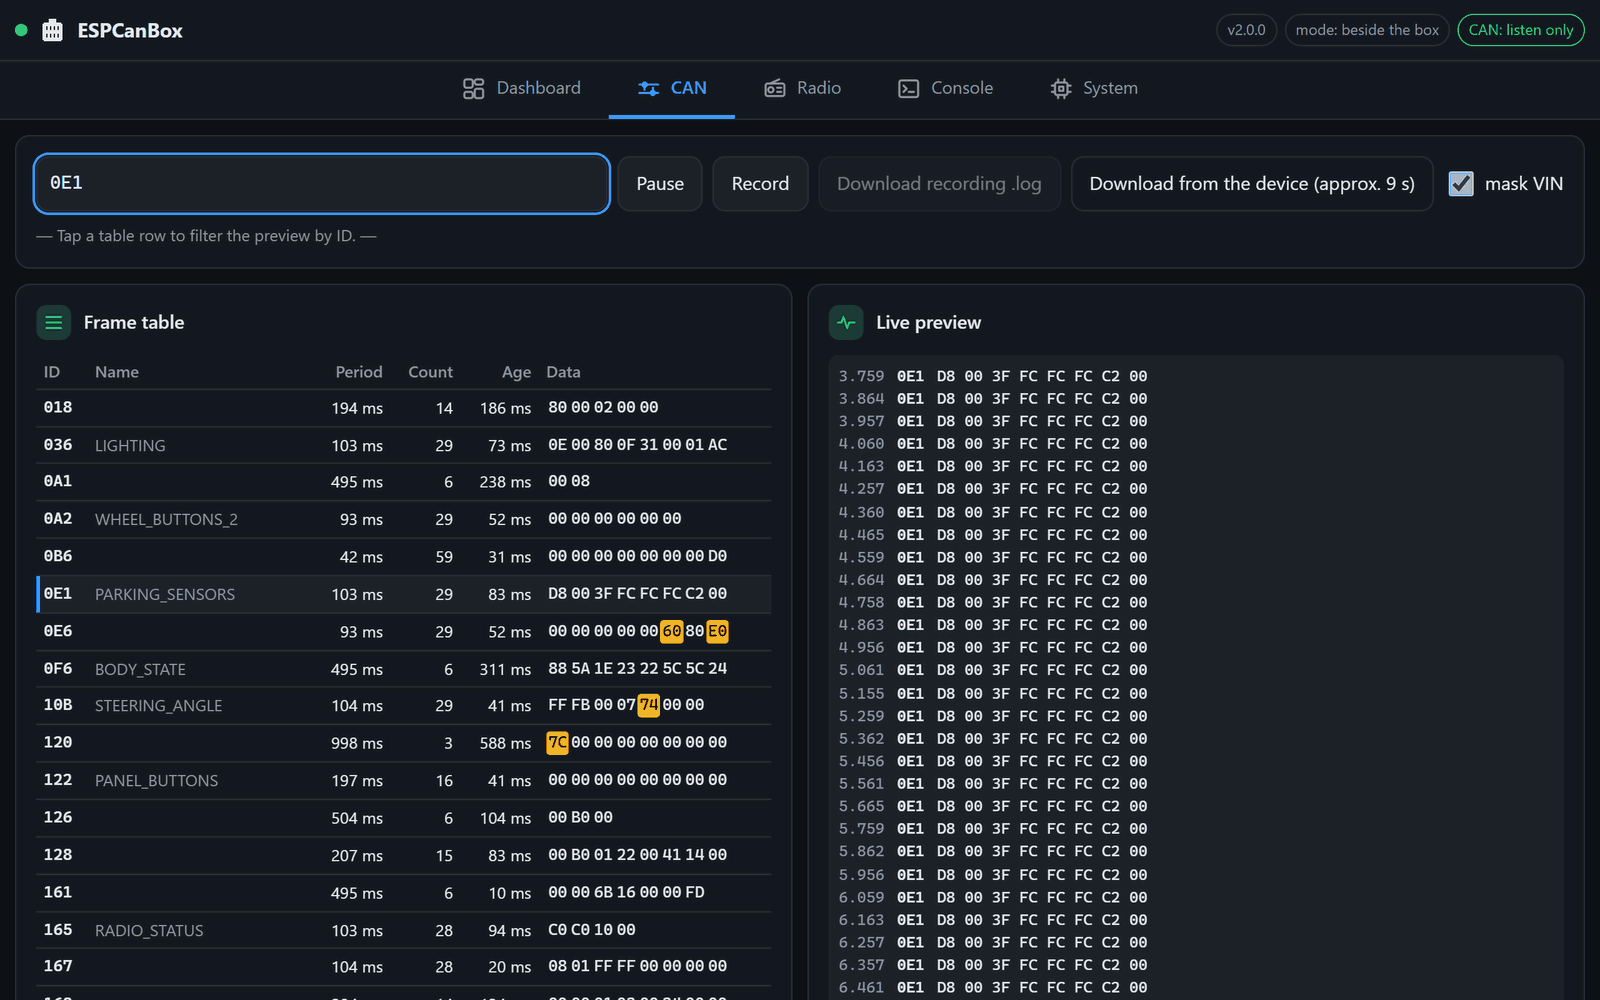 ESPCanBox
v2.0.0
mode: beside the box
CAN: listen only
Dashboard
CAN
Radio
Console
System
0E1
Pause
Record
Download recording .log
Download from the device (approx. 9 s)
mask VIN
— Tap a table row to filter the preview by ID. —
Frame table
ID Name Period Count Age Data
018 194 ms 14 186 ms 80 00 02 00 00
036 LIGHTING 103 ms 29 73 ms 0E 00 80 0F 31 00 01 AC
0A1 495 ms 6 238 ms 00 08
0A2 WHEEL_BUTTONS_2 93 ms 29 52 ms 00 00 00 00 00 00
0B6 42 ms 59 31 ms 00 00 00 00 00 00 00 D0
0E1 PARKING_SENSORS 103 ms 29 83 ms D8 00 3F FC FC FC C2 00
0E6 93 ms 29 52 ms 00 00 00 00 00 60 80 E0
0F6 BODY_STATE 495 ms 6 311 ms 88 5A 1E 23 22 5C 5C 24
10B STEERING_ANGLE 104 ms 29 41 ms FF FB 00 07 74 00 00
120 998 ms 3 588 ms 7C 00 00 00 00 00 00 00
122 PANEL_BUTTONS 197 ms 16 41 ms 00 00 00 00 00 00 00 00
126 504 ms 6 104 ms 00 B0 00
128 207 ms 15 83 ms 00 B0 01 22 00 41 14 00
161 495 ms 6 10 ms 00 00 6B 16 00 00 FD
165 RADIO_STATUS 103 ms 28 94 ms C0 C0 10 00
167 104 ms 28 20 ms 08 01 FF FF 00 00 00 00
Live preview
3.759 0E1 D8 00 3F FC FC FC C2 00
3.864 0E1 D8 00 3F FC FC FC C2 00
3.957 0E1 D8 00 3F FC FC FC C2 00
4.060 0E1 D8 00 3F FC FC FC C2 00
4.163 0E1 D8 00 3F FC FC FC C2 00
4.257 0E1 D8 00 3F FC FC FC C2 00
4.360 0E1 D8 00 3F FC FC FC C2 00
4.465 0E1 D8 00 3F FC FC FC C2 00
4.559 0E1 D8 00 3F FC FC FC C2 00
4.664 0E1 D8 00 3F FC FC FC C2 00
4.758 0E1 D8 00 3F FC FC FC C2 00
4.863 0E1 D8 00 3F FC FC FC C2 00
4.956 0E1 D8 00 3F FC FC FC C2 00
5.061 0E1 D8 00 3F FC FC FC C2 00
5.155 0E1 D8 00 3F FC FC FC C2 00
5.259 0E1 D8 00 3F FC FC FC C2 00
5.362 0E1 D8 00 3F FC FC FC C2 00
5.456 0E1 D8 00 3F FC FC FC C2 00
5.561 0E1 D8 00 3F FC FC FC C2 00
5.665 0E1 D8 00 3F FC FC FC C2 00
5.759 0E1 D8 00 3F FC FC FC C2 00
5.862 0E1 D8 00 3F FC FC FC C2 00
5.956 0E1 D8 00 3F FC FC FC C2 00
6.059 0E1 D8 00 3F FC FC FC C2 00
6.163 0E1 D8 00 3F FC FC FC C2 00
6.257 0E1 D8 00 3F FC FC FC C2 00
6.357 0E1 D8 00 3F FC FC FC C2 00
6.461 0E1 D8 00 3F FC FC FC C2 00